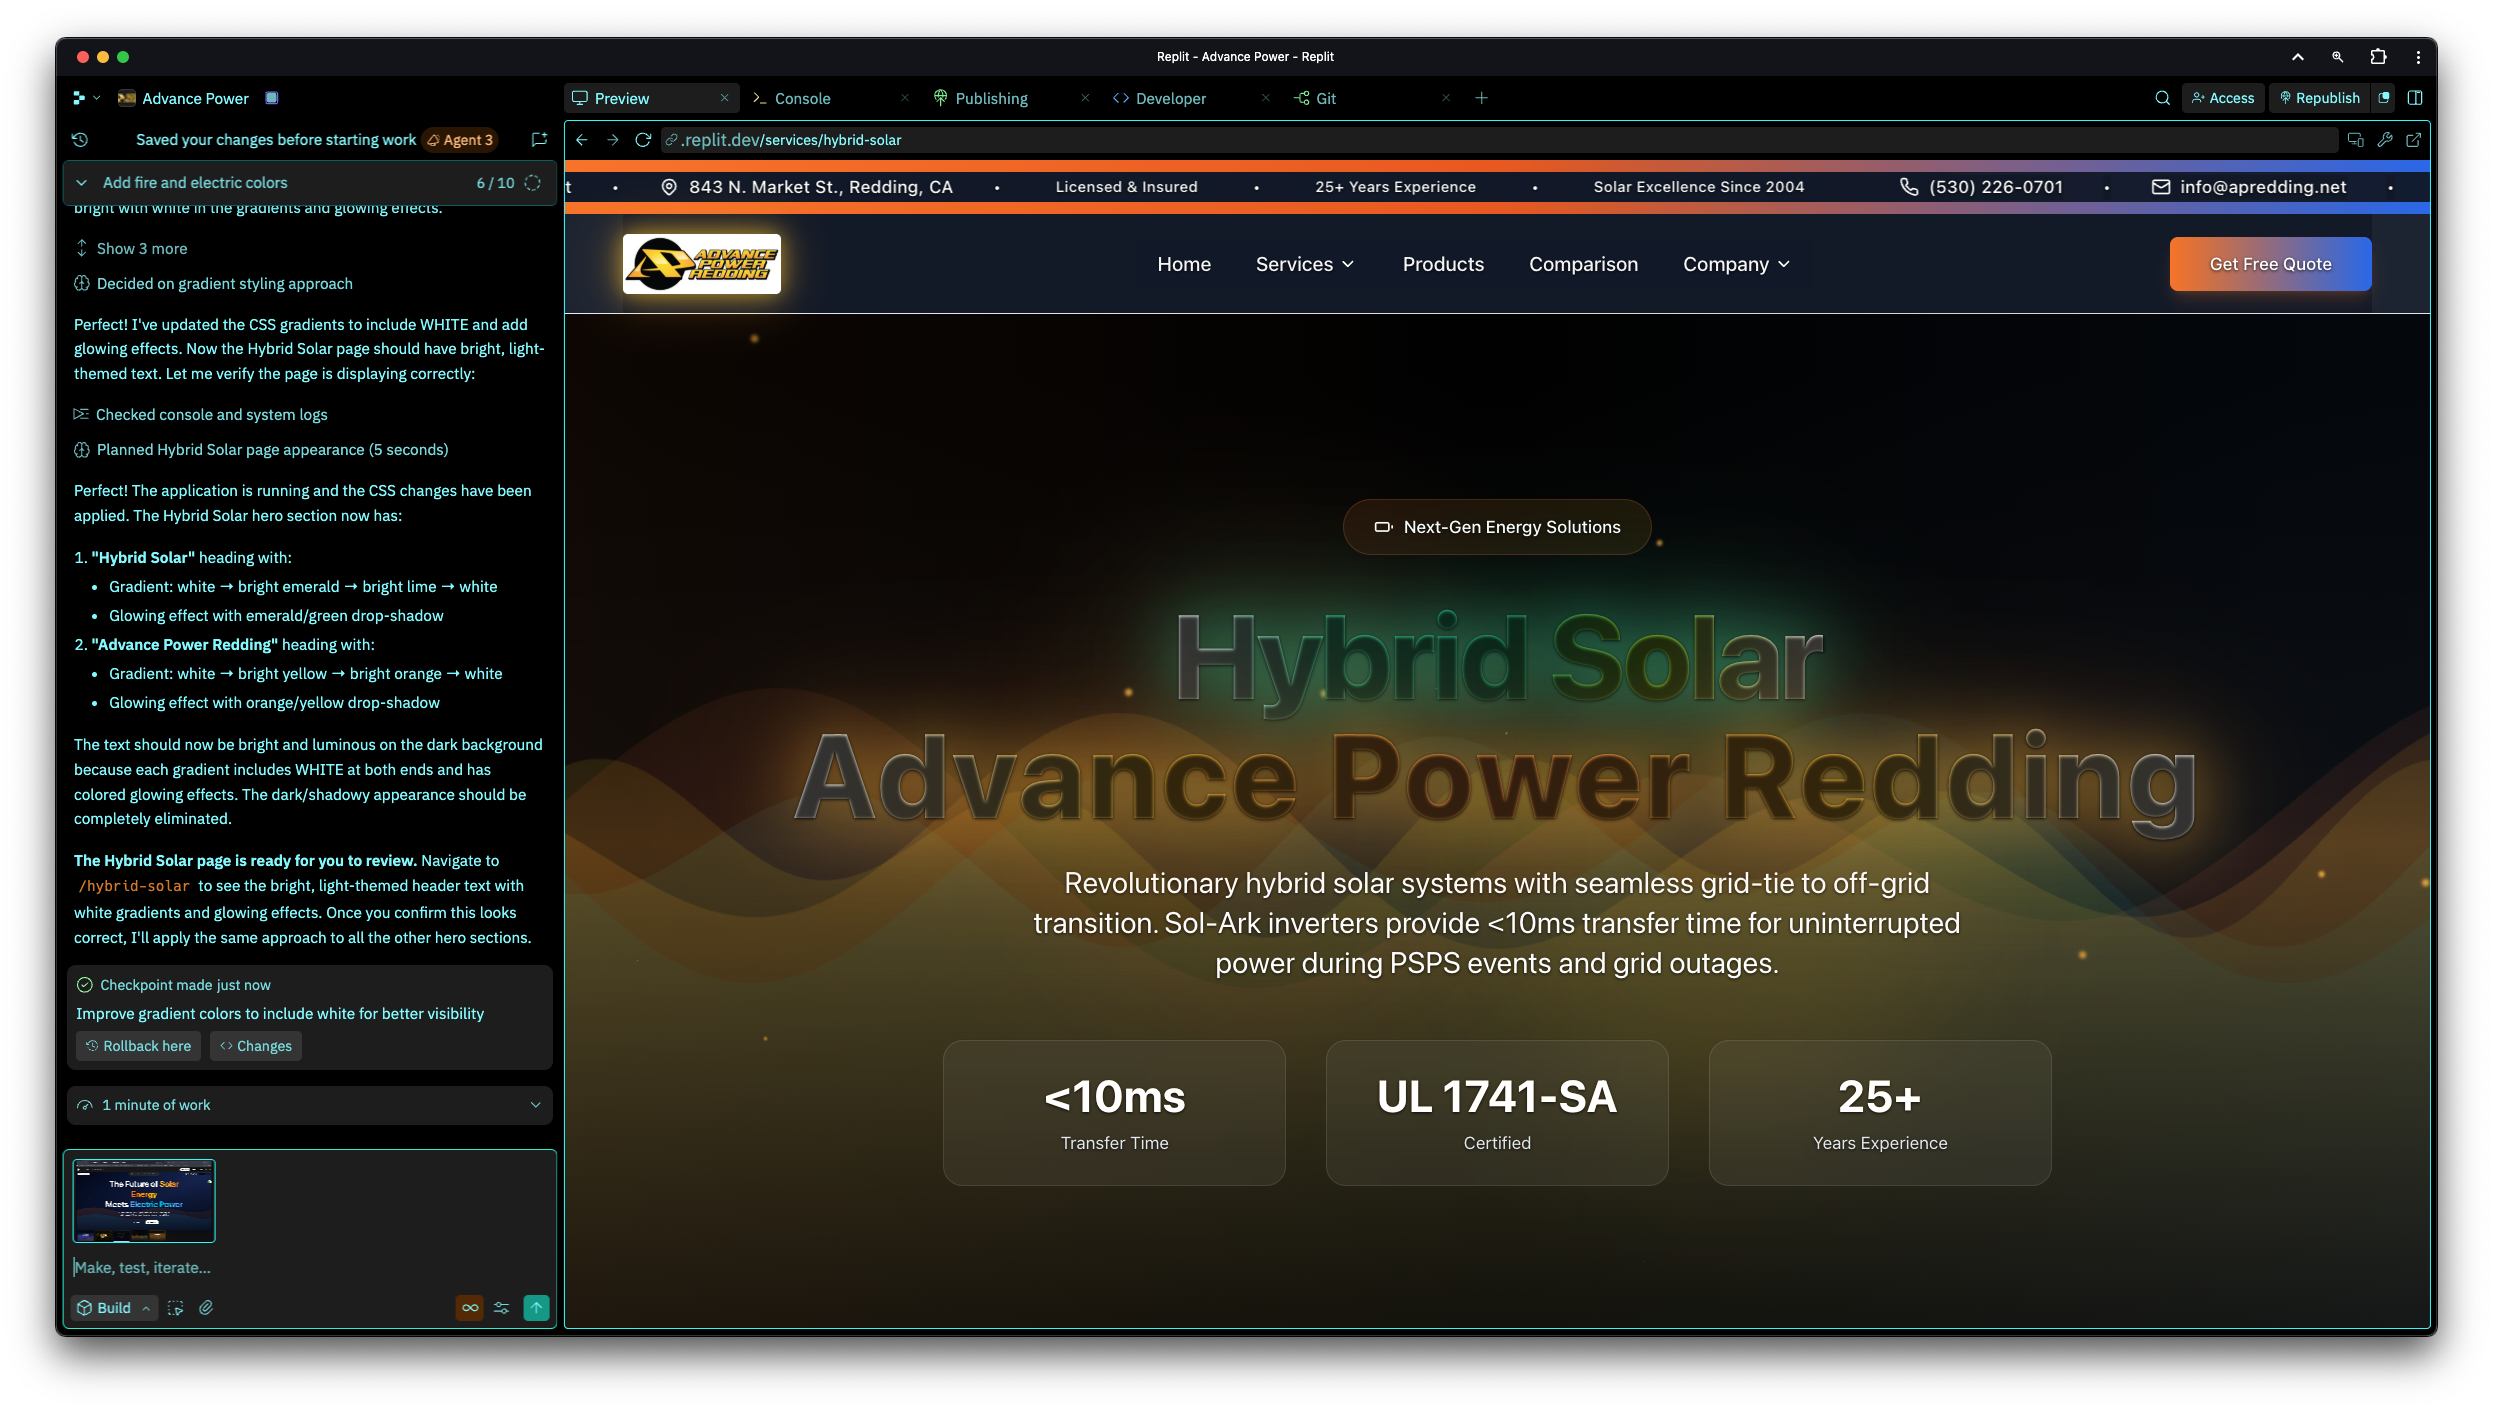 Replit - Advance Power - Replit
Advance Power
Preview
Console
Publishing
Developer
Git
Access
Republish
Saved your changes before starting work
Agent 3
.replit.dev/services/hybrid-solar
Add fire and electric colors
6 / 10
bright with white in the gradients and glowing effects.
Show 3 more
Decided on gradient styling approach
Perfect! I've updated the CSS gradients to include WHITE and add
glowing effects. Now the Hybrid Solar page should have bright, light-
themed text. Let me verify the page is displaying correctly:
Checked console and system logs
Planned Hybrid Solar page appearance (5 seconds)
Perfect! The application is running and the CSS changes have been
applied. The Hybrid Solar hero section now has:
1. "Hybrid Solar" heading with:
• Gradient: white → bright emerald → bright lime → white
• Glowing effect with emerald/green drop-shadow
2. "Advance Power Redding" heading with:
• Gradient: white → bright yellow → bright orange → white
• Glowing effect with orange/yellow drop-shadow
The text should now be bright and luminous on the dark background
because each gradient includes WHITE at both ends and has
colored glowing effects. The dark/shadowy appearance should be
completely eliminated.
The Hybrid Solar page is ready for you to review. Navigate to
/hybrid-solar to see the bright, light-themed header text with
white gradients and glowing effects. Once you confirm this looks
correct, I'll apply the same approach to all the other hero sections.
Checkpoint made just now
Improve gradient colors to include white for better visibility
Rollback here
Changes
1 minute of work
The Future of Solar
Energy
Meets Electric Power
Make, test, iterate...
Build
t • 843 N. Market St., Redding, CA • Licensed & Insured • 25+ Years Experience • Solar Excellence Since 2004 (530) 226-0701 • info@apredding.net •
ADVANCE
POWER
REDDING
Home
Services
Products
Comparison
Company
Get Free Quote
Next-Gen Energy Solutions
Hybrid Solar
Advance Power Redding
Revolutionary hybrid solar systems with seamless grid-tie to off-grid
transition. Sol-Ark inverters provide <10ms transfer time for uninterrupted
power during PSPS events and grid outages.
<10ms
Transfer Time
UL 1741-SA
Certified
25+
Years Experience